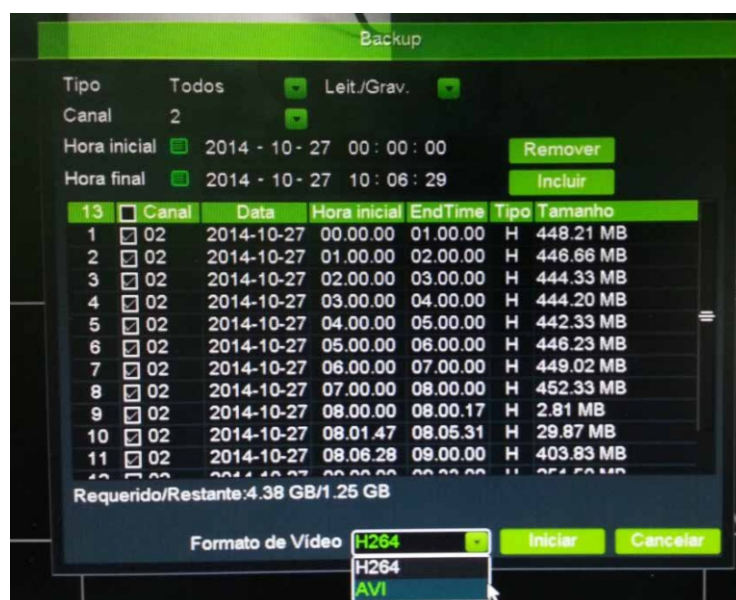 Backup
Tipo Todos Leit./Grav.
Canal 2
Hora inicial 2014 - 10 - 27 00 : 00 : 00 Remover
Hora final 2014 - 10 - 27 10 : 06 : 29 Incluir
13 Canal Data Hora inicial EndTime Tipo Tamanho
1 02 2014-10-27 00.00.00 01.00.00 H 448.21 MB
2 02 2014-10-27 01.00.00 02.00.00 H 446.66 MB
3 02 2014-10-27 02.00.00 03.00.00 H 444.33 MB
4 02 2014-10-27 03.00.00 04.00.00 H 444.20 MB
5 02 2014-10-27 04.00.00 05.00.00 H 442.33 MB
6 02 2014-10-27 05.00.00 06.00.00 H 446.23 MB
7 02 2014-10-27 06.00.00 07.00.00 H 449.02 MB
8 02 2014-10-27 07.00.00 08.00.00 H 452.33 MB
9 02 2014-10-27 08.00.00 08.00.17 H 2.81 MB
10 02 2014-10-27 08.01.47 08.05.31 H 29.87 MB
11 02 2014-10-27 08.06.28 09.00.00 H 403.83 MB
Requerido/Restante:4.38 GB/1.25 GB
Formato de Vídeo H264 Iniciar Cancelar
H264
AVI